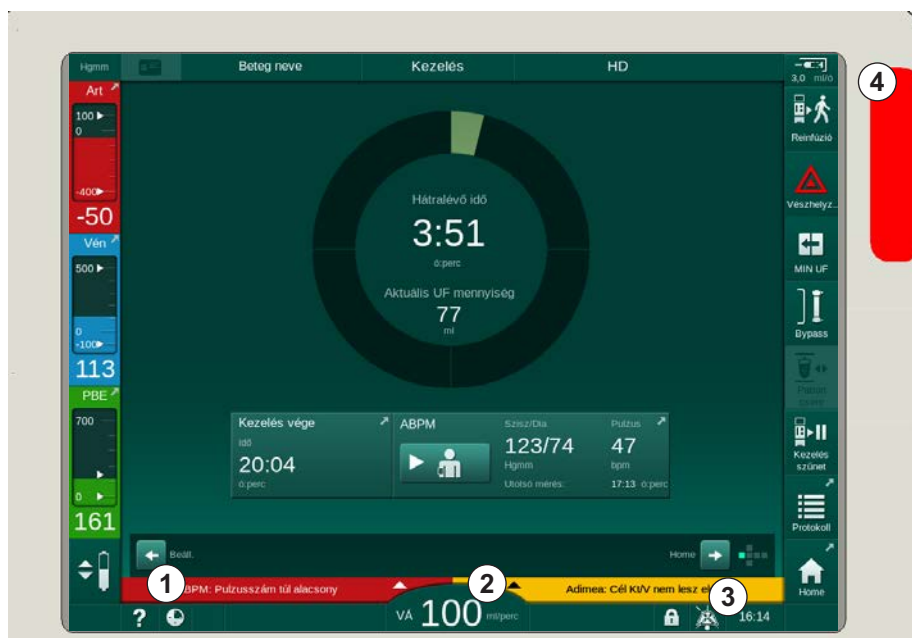 Hgmm
Beteg neve
Kezelés
HD
3,0 ml/ó
4
Art
100
0
-400
-50
Reinfúzió
Vészhelyz...
Vén
500
0
-100
113
MIN UF
Bypass
Hátralévő idő
3:51
ó:perc
Aktuális UF mennyiség
77
ml
PBE
700
0
161
Patron
csere
Kezelés
szünet
Protokoll
Home
Kezelés vége
Idő
20:04
ó:perc
ABPM
Szisz/Dia
123/74
Hgmm
Utolsó mérés:
Pulzus
47
bpm
17:13 ó:perc
Beáll.
Home
1
BPM: Pulzusszám túl alacsony
2
Adimea: Cél Kt/V nem lesz el
3
?
VÁ 100 ml/perc
16:14